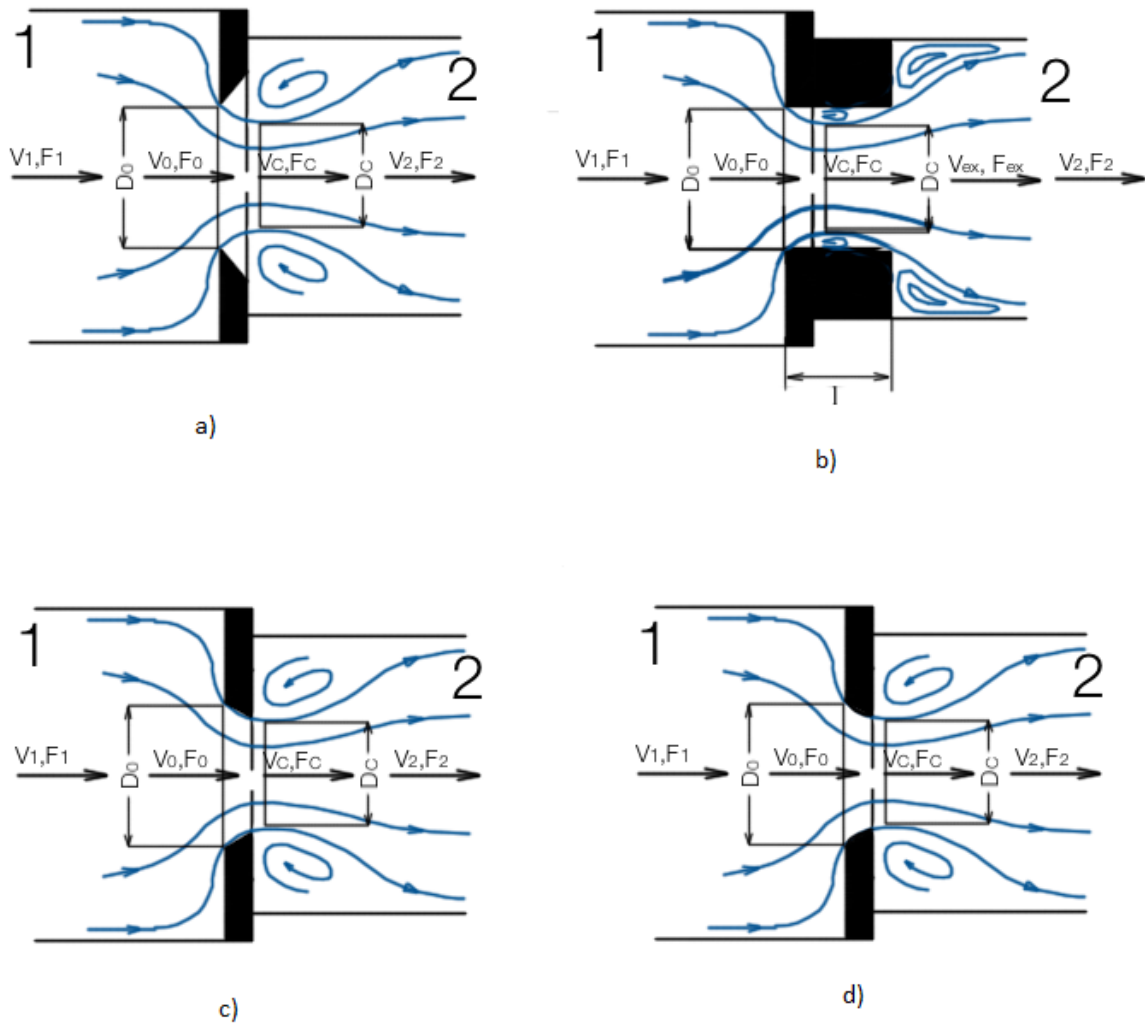 1
2
V1,F1
D0
V0,F0
VC,FC
DC
V2,F2
a)
1
2
V1,F1
D0
V0,F0
VC,FC
DC
Vex, Fex
V2,F2
I
b)
1
2
V1,F1
D0
V0,F0
VC,FC
DC
V2,F2
c)
1
2
V1,F1
D0
V0,F0
VC,FC
DC
V2,F2
d)